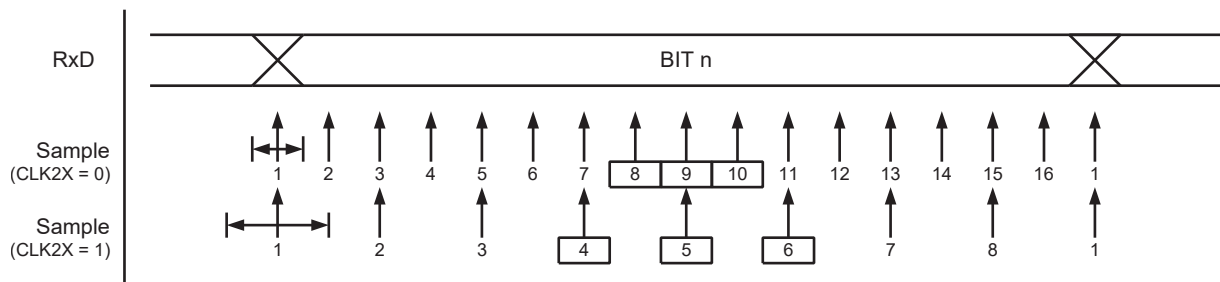 RxD
BIT n
Sample
(CLK2X = 0)
1 2 3 4 5 6 7 8 9 10 11 12 13 14 15 16 1
Sample
(CLK2X = 1)
1 2 3 4 5 6 7 8 1